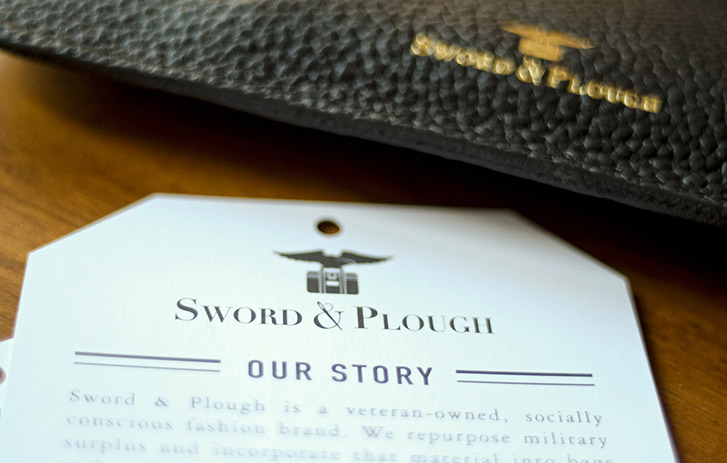 SWORD & PLOUGH
SWORD & PLOUGH
OUR STORY
Sword & Plough is a veteran-owned, socially
conscious fashion brand. We repurpose military
surplus and incorporate that material into bags